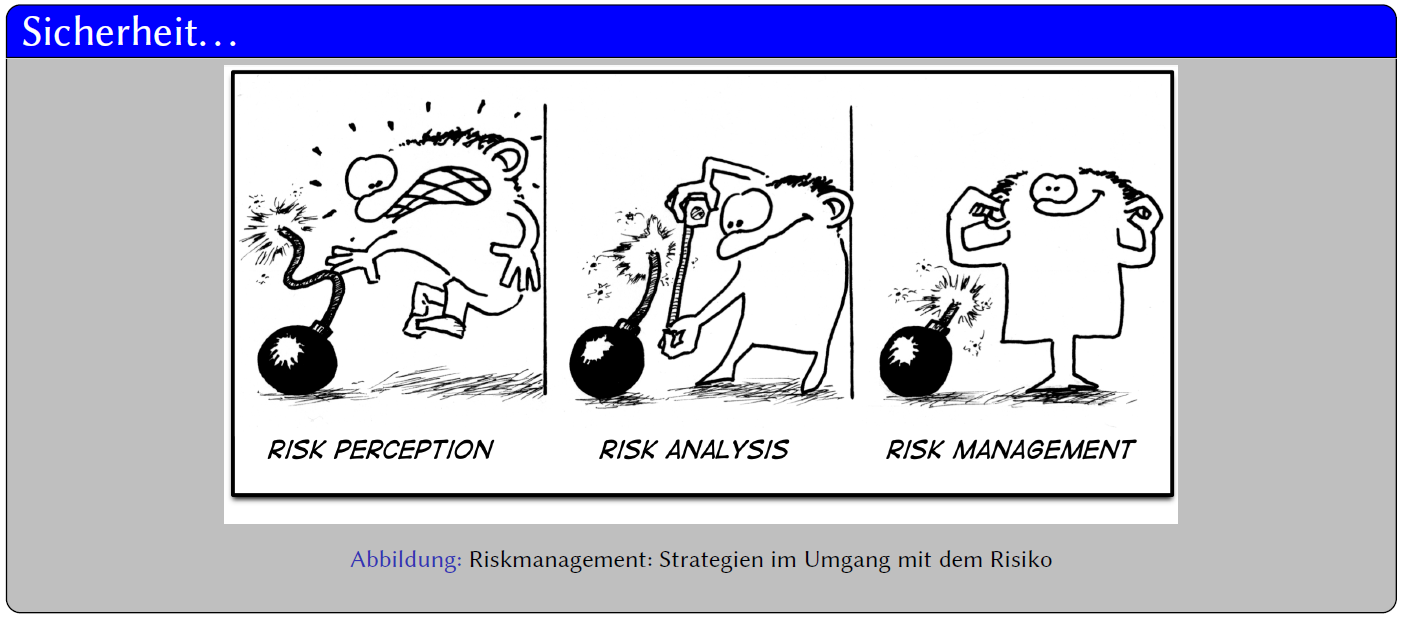 Sicherheit…
RISK PERCEPTION
RISK ANALYSIS
RISK MANAGEMENT
Abbildung: Riskmanagement: Strategien im Umgang mit dem Risiko